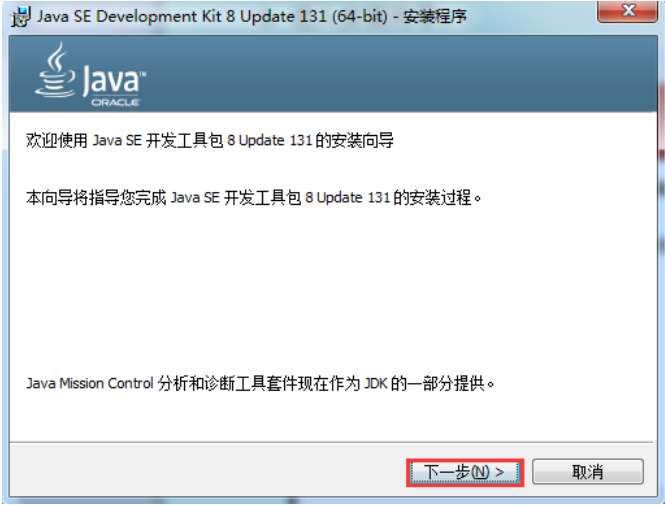 Java SE Development Kit 8 Update 131 (64-bit) - 安装程序
Java™
ORACLE
欢迎使用 Java SE 开发工具包 8 Update 131 的安装向导
本向导将指导您完成 Java SE 开发工具包 8 Update 131 的安装过程。
Java Mission Control 分析和诊断工具套件现在作为 JDK 的一部分提供。
下一步(N) >
取消